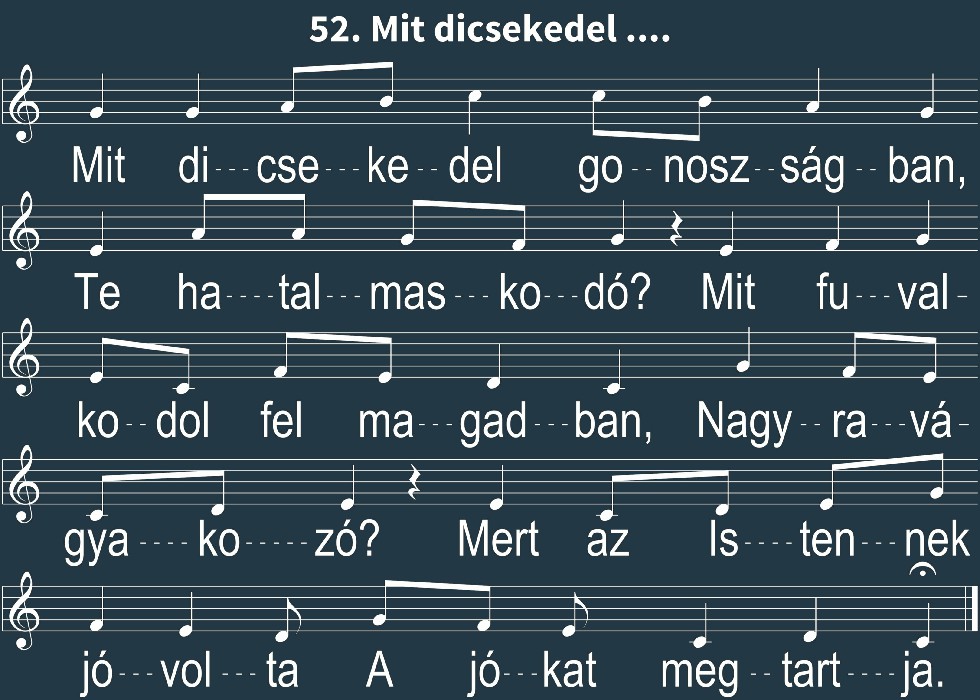 52. Mit dicsekedel ....
Mit di---cse---ke--del go--nosz--ság--ban,
Te ha----tal---mas---ko---dó? Mit fu---val-
ko--dol fel ma---gad---ban, Nagy--ra---vá-
gya----ko-----zó? Mert az Is----ten---nek
jó---vol---ta A jó--kat meg--tart---ja.